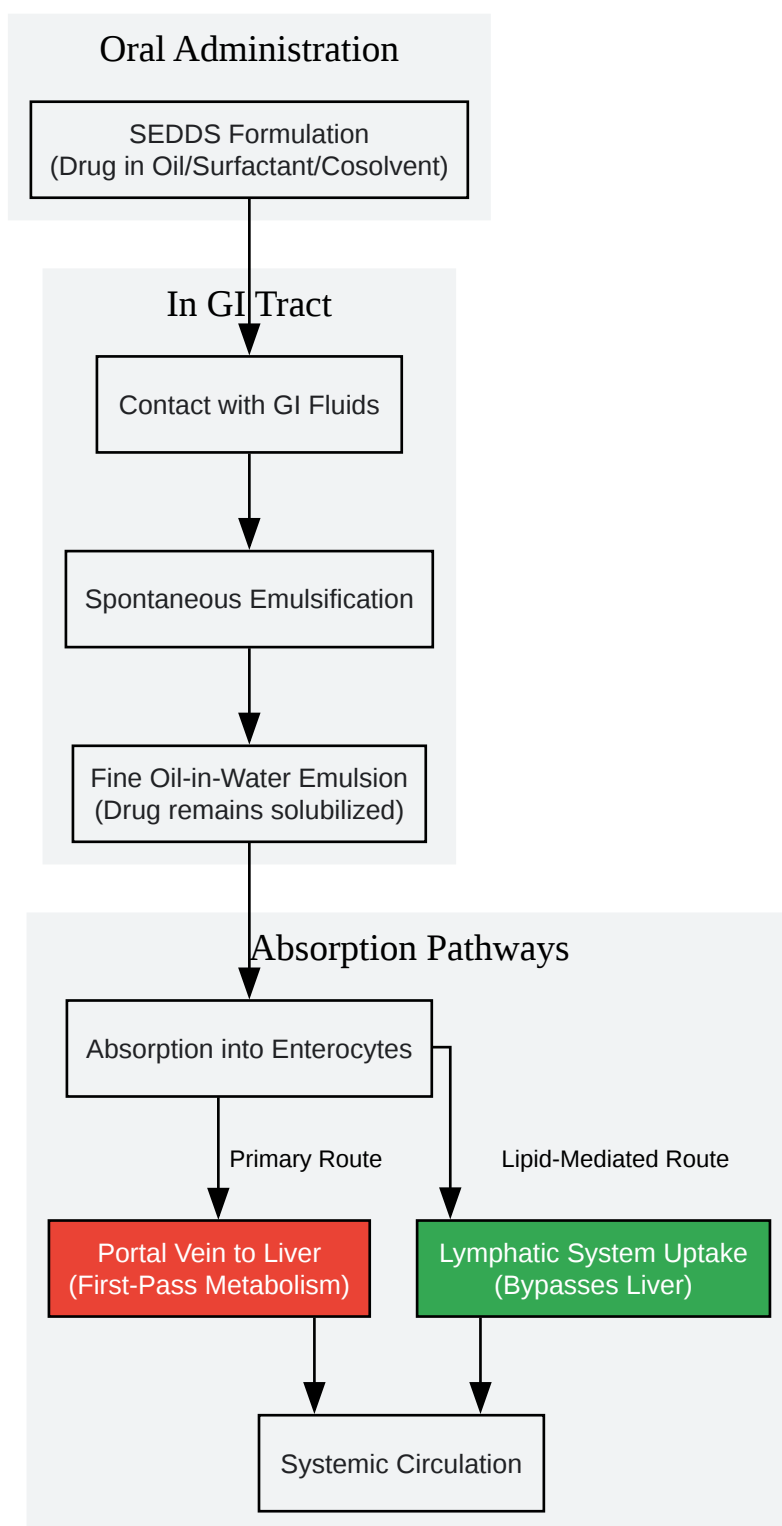 Oral Administration
SEDDS Formulation
(Drug in Oil/Surfactant/Cosolvent)
In GI Tract
Contact with GI Fluids
Spontaneous Emulsification
Fine Oil-in-Water Emulsion
(Drug remains solubilized)
Absorption Pathways
Absorption into Enterocytes
Primary Route
Lipid-Mediated Route
Portal Vein to Liver
(First-Pass Metabolism)
Lymphatic System Uptake
(Bypasses Liver)
Systemic Circulation